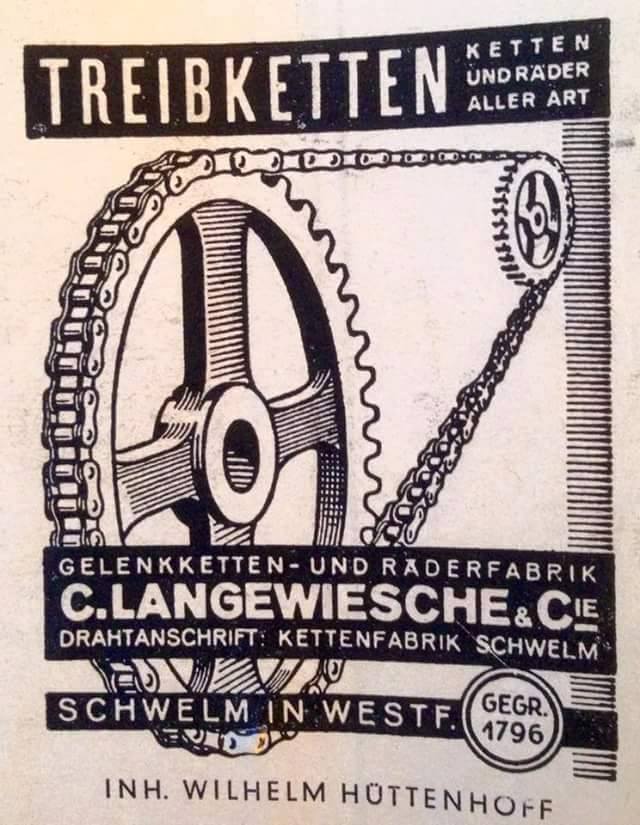 TREIBKETTEN
KETTEN
UND RÄDER
ALLER ART
GELENKKETTEN- UND RÄDERFABRIK
C. LANGEWIESCHE & CIE
DRAHTANSCHRIFT: KETTENFABRIK SCHWELM
SCHWELM IN WESTF.
GEGR.
1796
INH. WILHELM HÜTTENHOFF